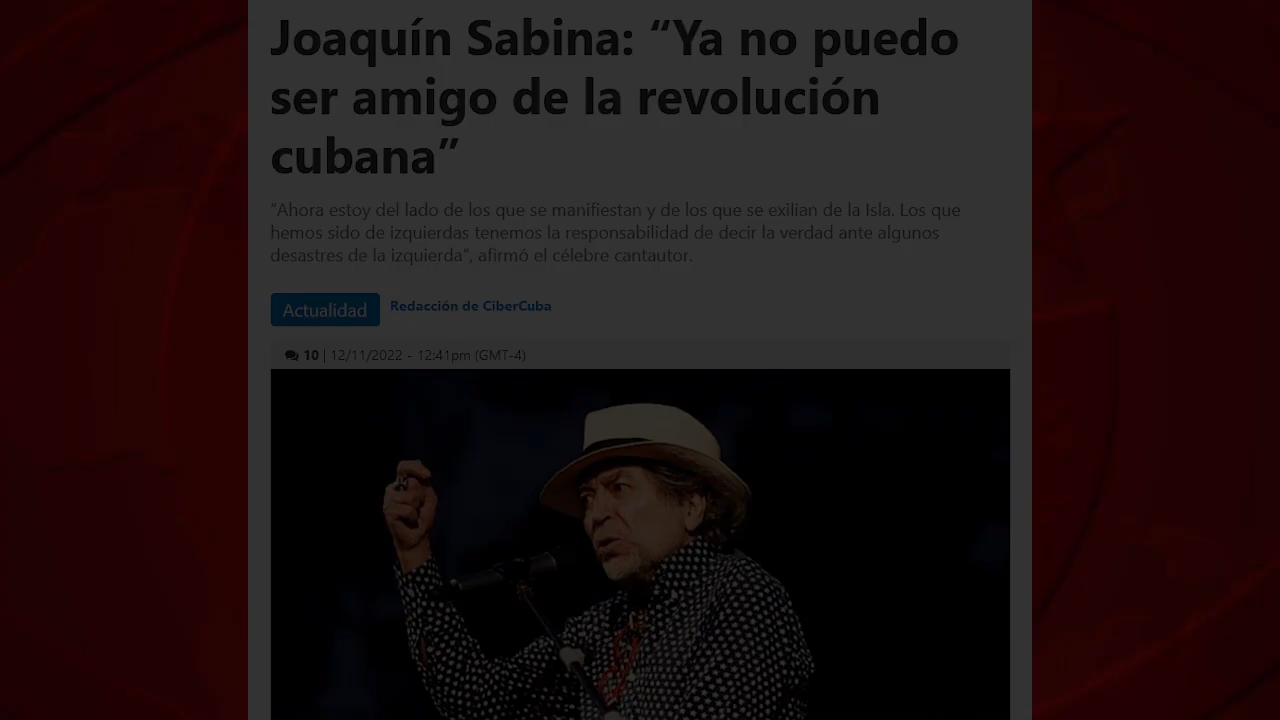 Joaquín Sabina: “Ya no puedo
ser amigo de la revolución
cubana”
“Ahora estoy del lado de los que se manifiestan y de los que se exilian de la Isla. Los que
hemos sido de izquierdas tenemos la responsabilidad de decir la verdad ante algunos
desastres de la izquierda“, afirmó el célebre cantautor.
Actualidad Redacción de CiberCuba
10 | 12/11/2022 - 12:41pm (GMT-4)